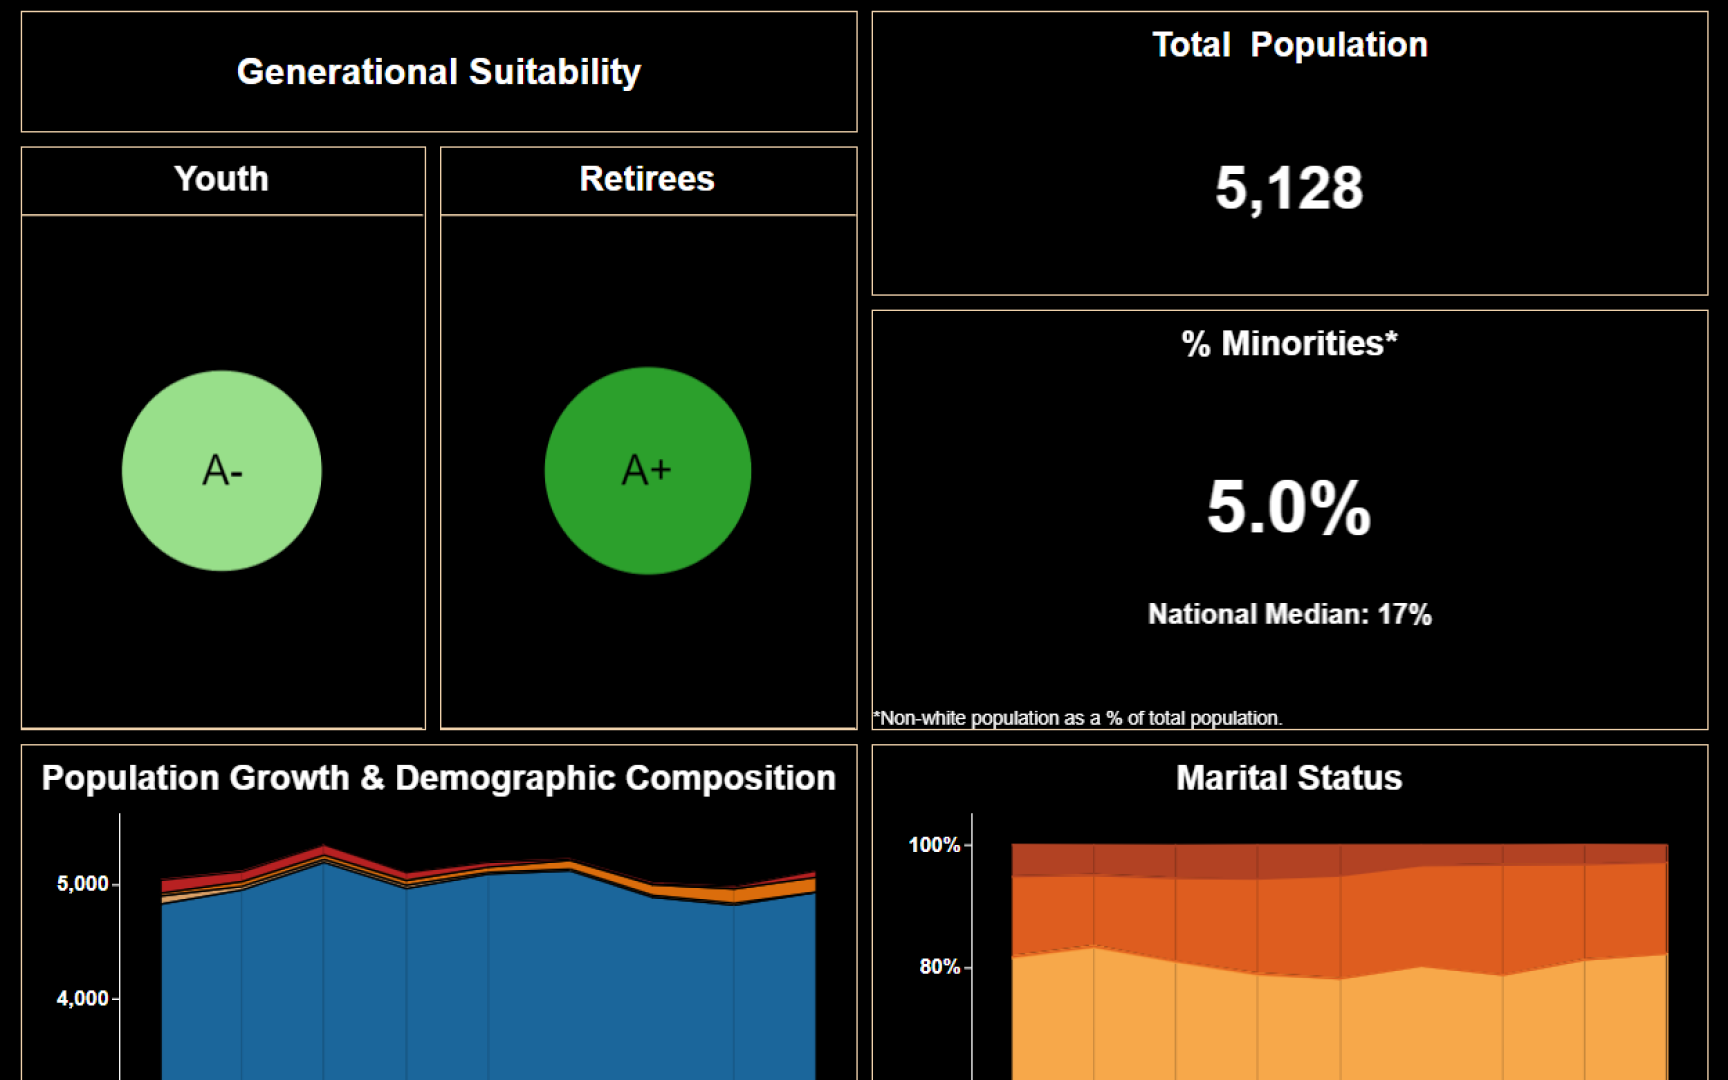 Generational Suitability
Youth
Retirees
A-
A+
Total  Population
5,128
% Minorities*
5.0%
National Median: 17%
*Non-white population as a % of total population.
Population Growth & Demographic Composition
5,000
4,000
Marital Status
100%
80%